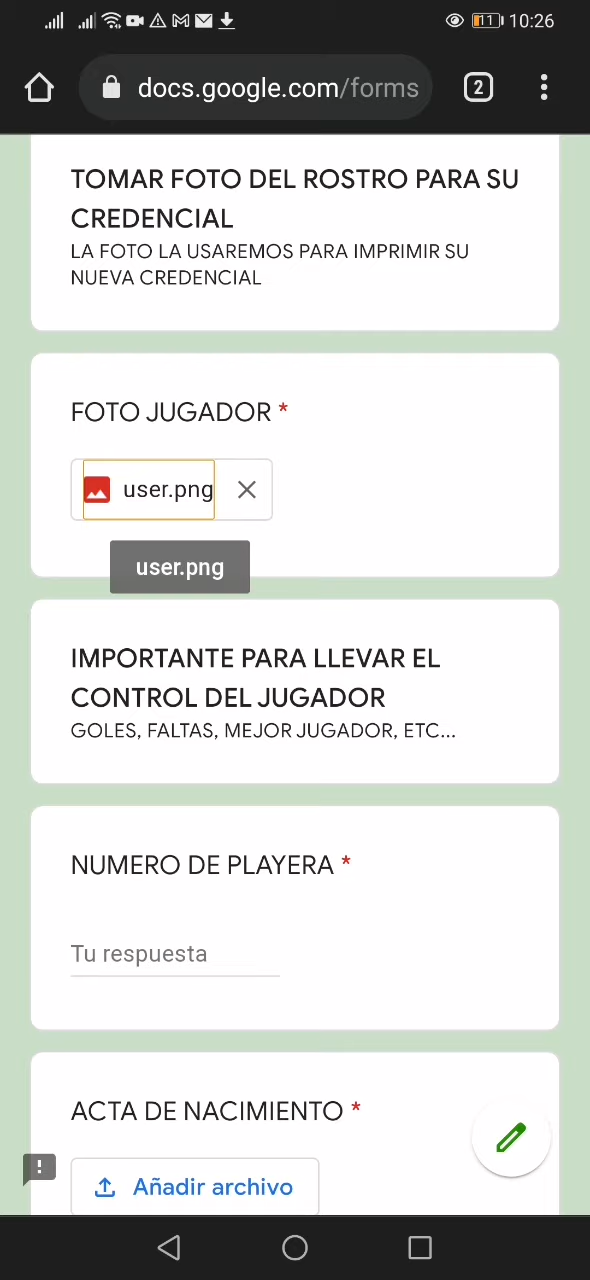 11 10:26
docs.google.com/forms
2
TOMAR FOTO DEL ROSTRO PARA SU
CREDENCIAL
LA FOTO LA USAREMOS PARA IMPRIMIR SU
NUEVA CREDENCIAL
FOTO JUGADOR *
user.png
user.png
IMPORTANTE PARA LLEVAR EL
CONTROL DEL JUGADOR
GOLES, FALTAS, MEJOR JUGADOR, ETC...
NUMERO DE PLAYERA *
Tu respuesta
ACTA DE NACIMIENTO *
Añadir archivo